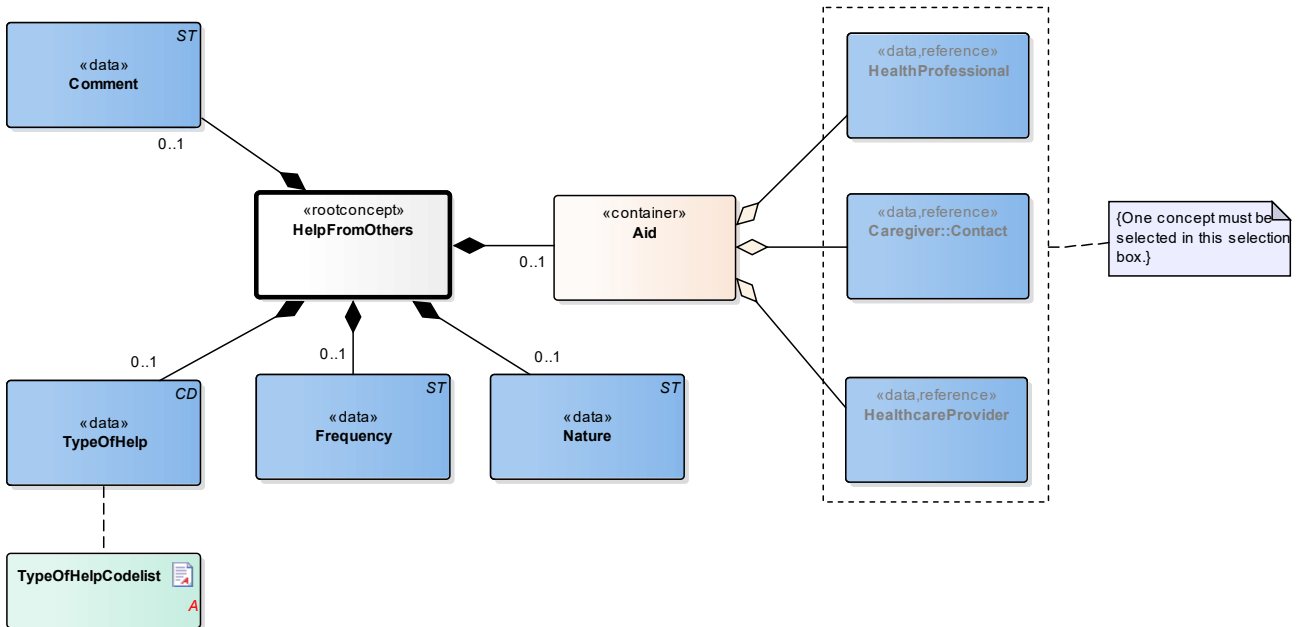 ST
«data»
Comment
0..1
«data,reference»
HealthProfessional
«rootconcept»
HelpFromOthers
0..1
«container»
Aid
«data,reference»
Caregiver::Contact
{One concept must be
selected in this selection
box.}
0..1
CD
«data»
TypeOfHelp
0..1
ST
«data»
Frequency
0..1
ST
«data»
Nature
«data,reference»
HealthcareProvider
TypeOfHelpCodelist
A